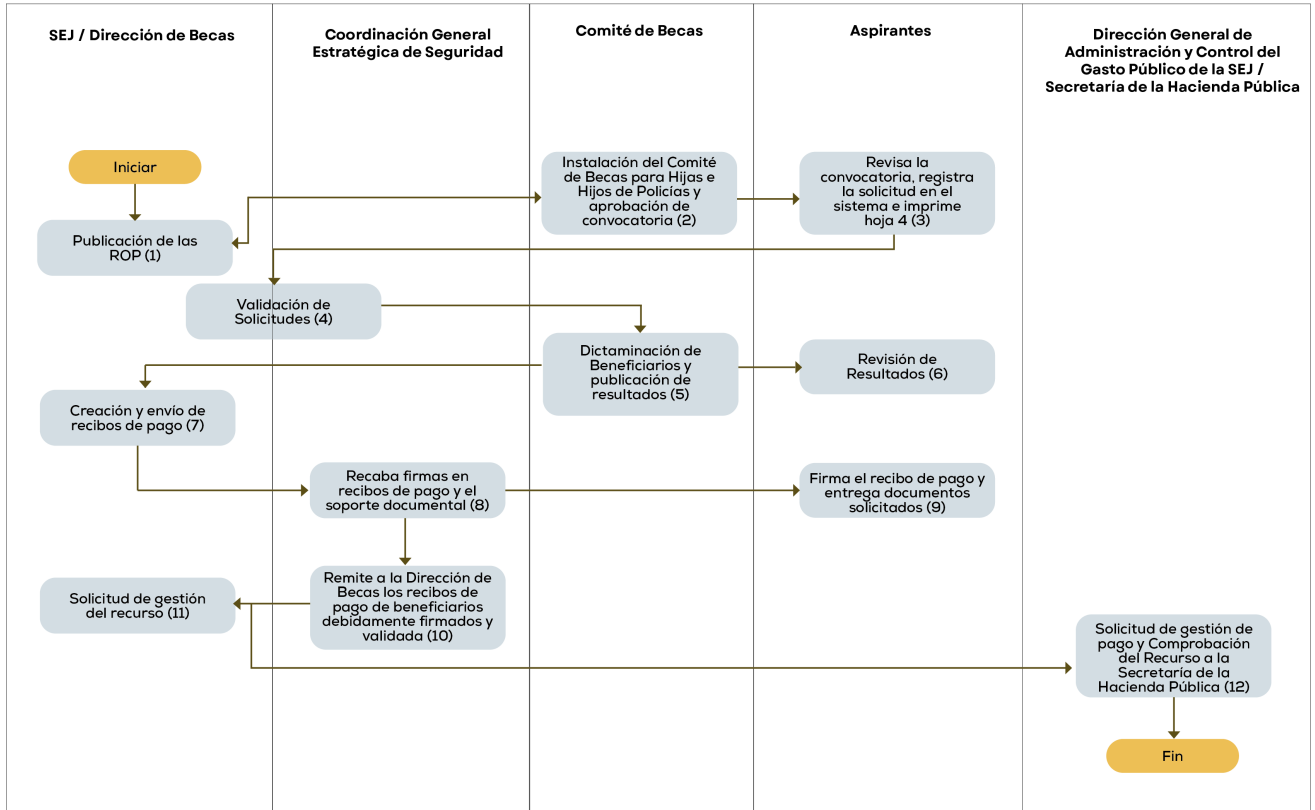 SEJ / Dirección de Becas
Coordinación General
Estratégica de Seguridad
Comité de Becas
Aspirantes
Dirección General de
Administración y Control del
Gasto Público de la SEJ /
Secretaría de la Hacienda Pública
Iniciar
Publicación de las
ROP (1)
Instalación del Comité
de Becas para Hijas e
Hijos de Policías y
aprobación de
convocatoria (2)
Revisa la
convocatoria, registra
la solicitud en el
sistema e imprime
hoja 4 (3)
Validación de
Solicitudes (4)
Dictaminación de
Beneficiarios y
publicación de
resultados (5)
Revisión de
Resultados (6)
Creación y envío de
recibos de pago (7)
Recaba firmas en
recibos de pago y el
soporte documental (8)
Firma el recibo de pago y
entrega documentos
solicitados (9)
Remite a la Dirección de
Becas los recibos de
pago de beneficiarios
debidamente firmados y
validada (10)
Solicitud de gestión
del recurso (11)
Solicitud de gestión de
pago y Comprobación
del Recurso a la
Secretaría de la
Hacienda Pública (12)
Fin